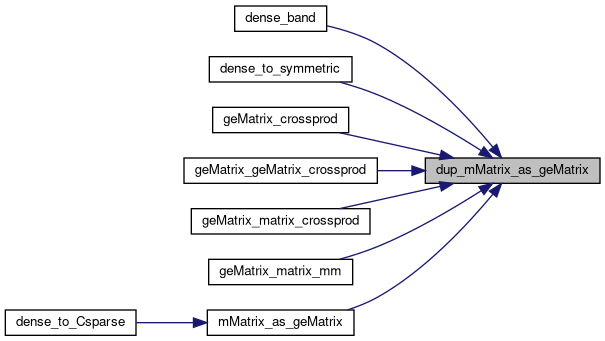 dense_band
dense_to_symmetric
geMatrix_crossprod
geMatrix_geMatrix_crossprod
dup_mMatrix_as_geMatrix
geMatrix_matrix_crossprod
geMatrix_matrix_mm
dense_to_Csparse
mMatrix_as_geMatrix